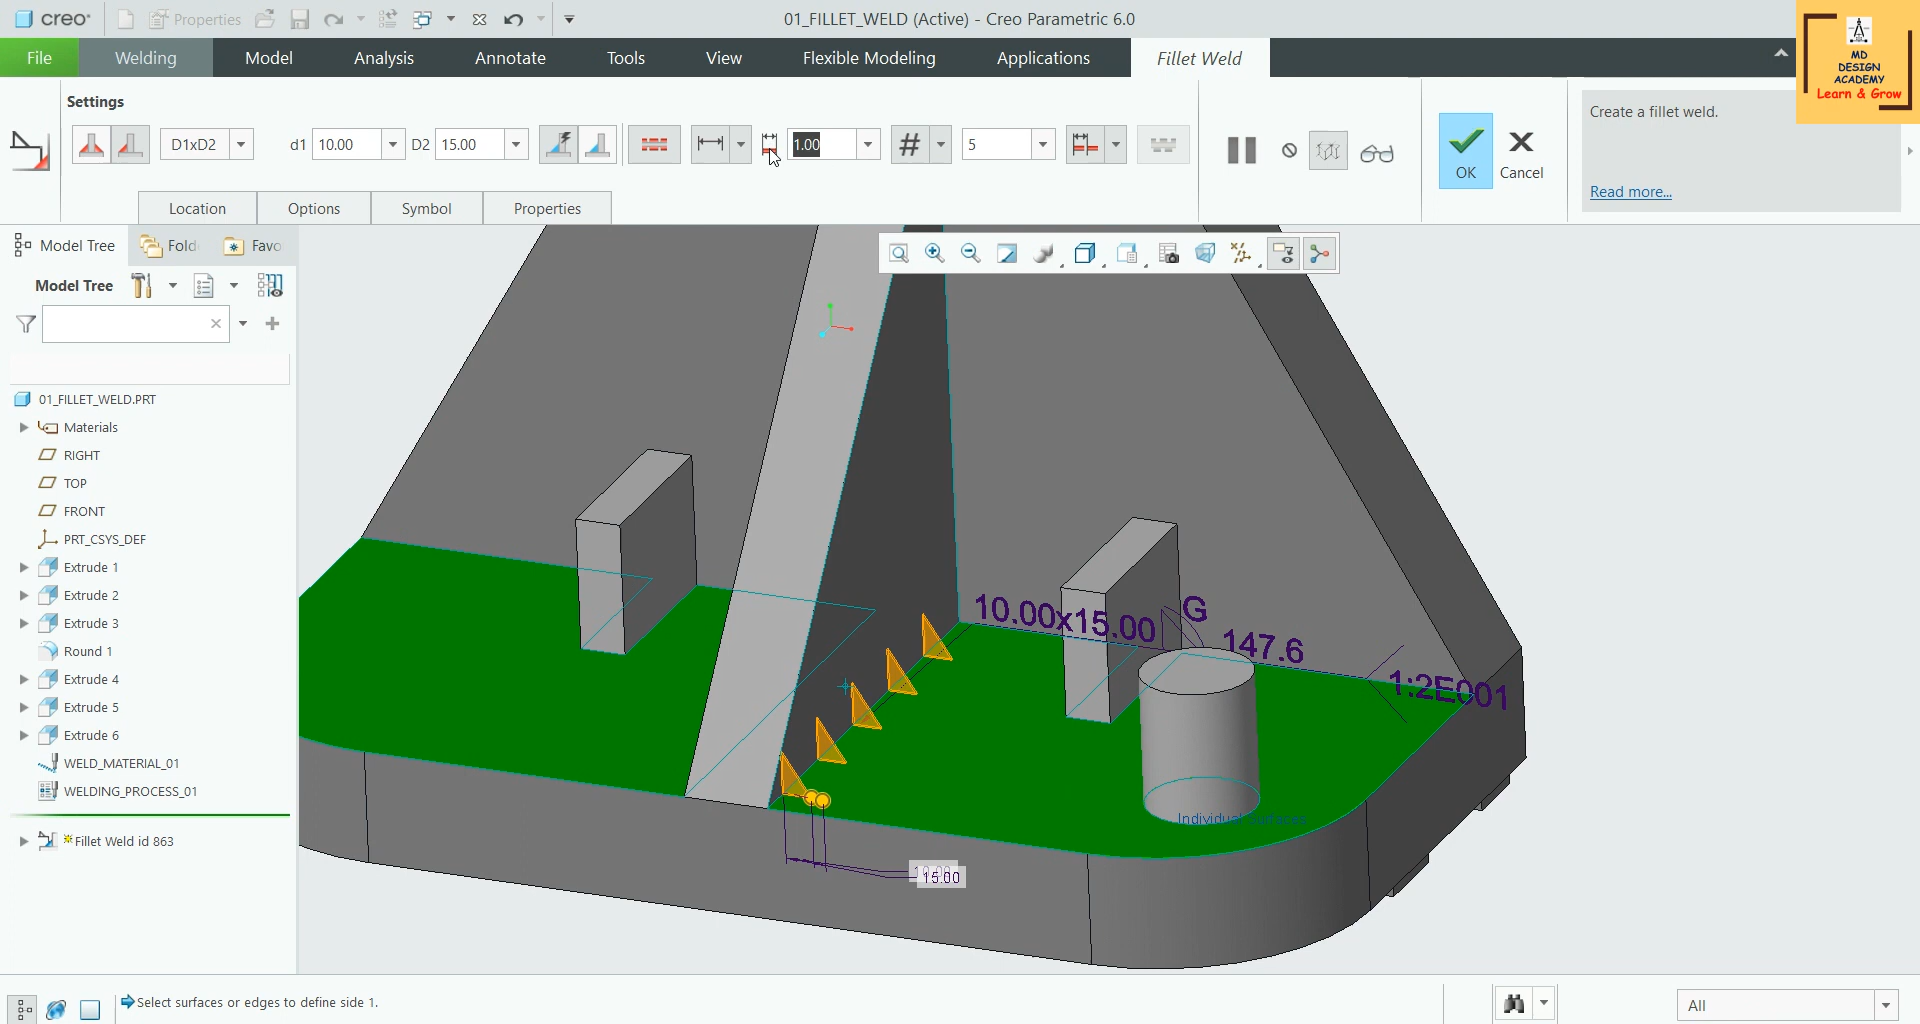 creo
Properties
01_FILLET_WELD (Active) - Creo Parametric 6.0
File
Welding
Model
Analysis
Annotate
Tools
View
Flexible Modeling
Applications
Fillet Weld
MD
DESIGN
ACADEMY
Learn & Grow
Settings
D1xD2
d1
10.00
D2
15.00
1.00
5
OK
Cancel
Create a fillet weld.
Read more...
Location
Options
Symbol
Properties
Model Tree
Fold
Favo
Model Tree
01_FILLET_WELD.PRT
Materials
RIGHT
TOP
FRONT
PRT_CSYS_DEF
Extrude 1
Extrude 2
Extrude 3
Round 1
Extrude 4
Extrude 5
Extrude 6
WELD_MATERIAL_01
WELDING_PROCESS_01
Fillet Weld id 863
10.00x15.00
G
147.6
1:2E001
Individual Surfaces
15.00
Select surfaces or edges to define side 1.
All